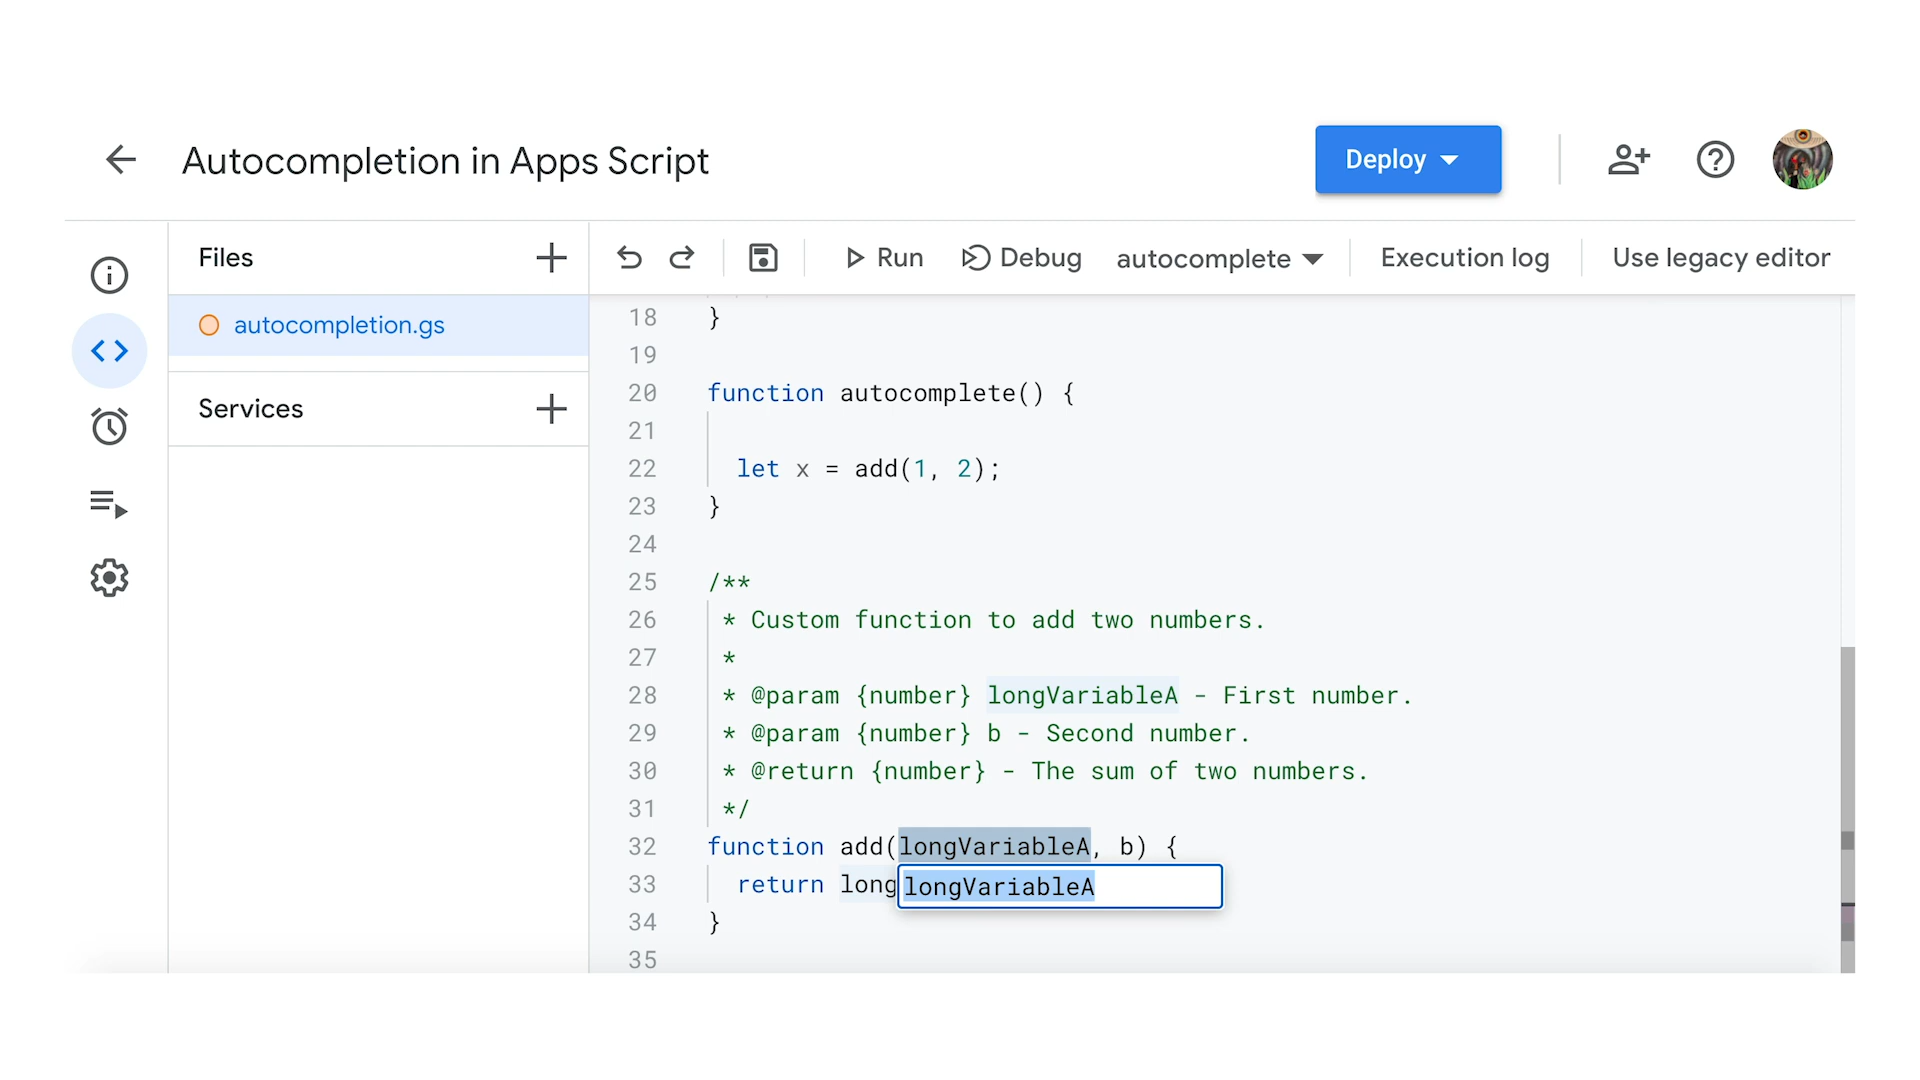 Autocompletion in Apps Script
Deploy
Files
Run
Debug
autocomplete
Execution log
Use legacy editor
autocompletion.gs
Services
18 }
19
20 function autocomplete() {
21
22 let x = add(1, 2);
23 }
24
25 /**
26 * Custom function to add two numbers.
27 *
28 * @param {number} longVariableA - First number.
29 * @param {number} b - Second number.
30 * @return {number} - The sum of two numbers.
31 */
32 function add(longVariableA, b) {
33 return long
longVariableA
34 }
35